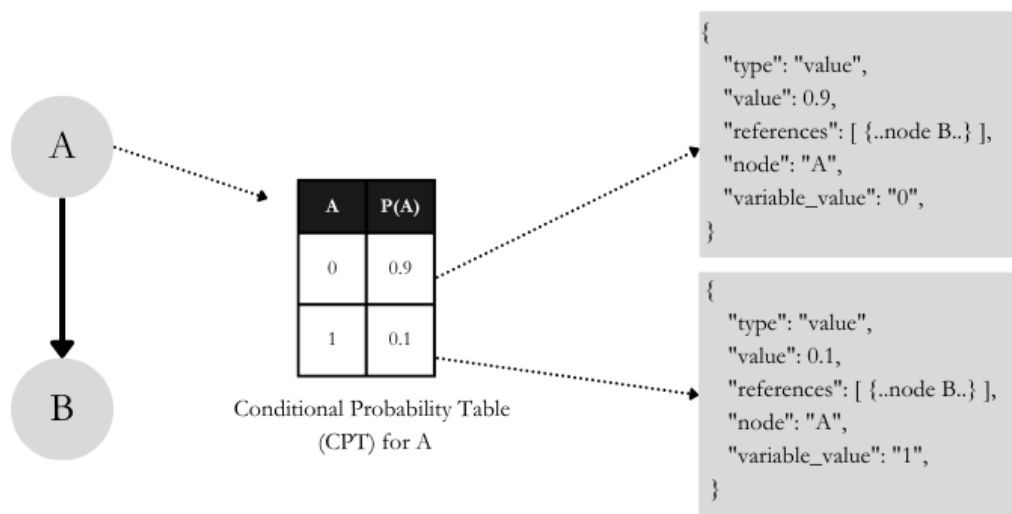 A
B
A P(A)
0 0.9
1 0.1
Conditional Probability Table
(CPT) for A
{
"type": "value",
"value": 0.9,
"references": [ {..node B..} ],
"node": "A",
"variable_value": "0",
}
{
"type": "value",
"value": 0.1,
"references": [ {..node B..} ],
"node": "A",
"variable_value": "1",
}